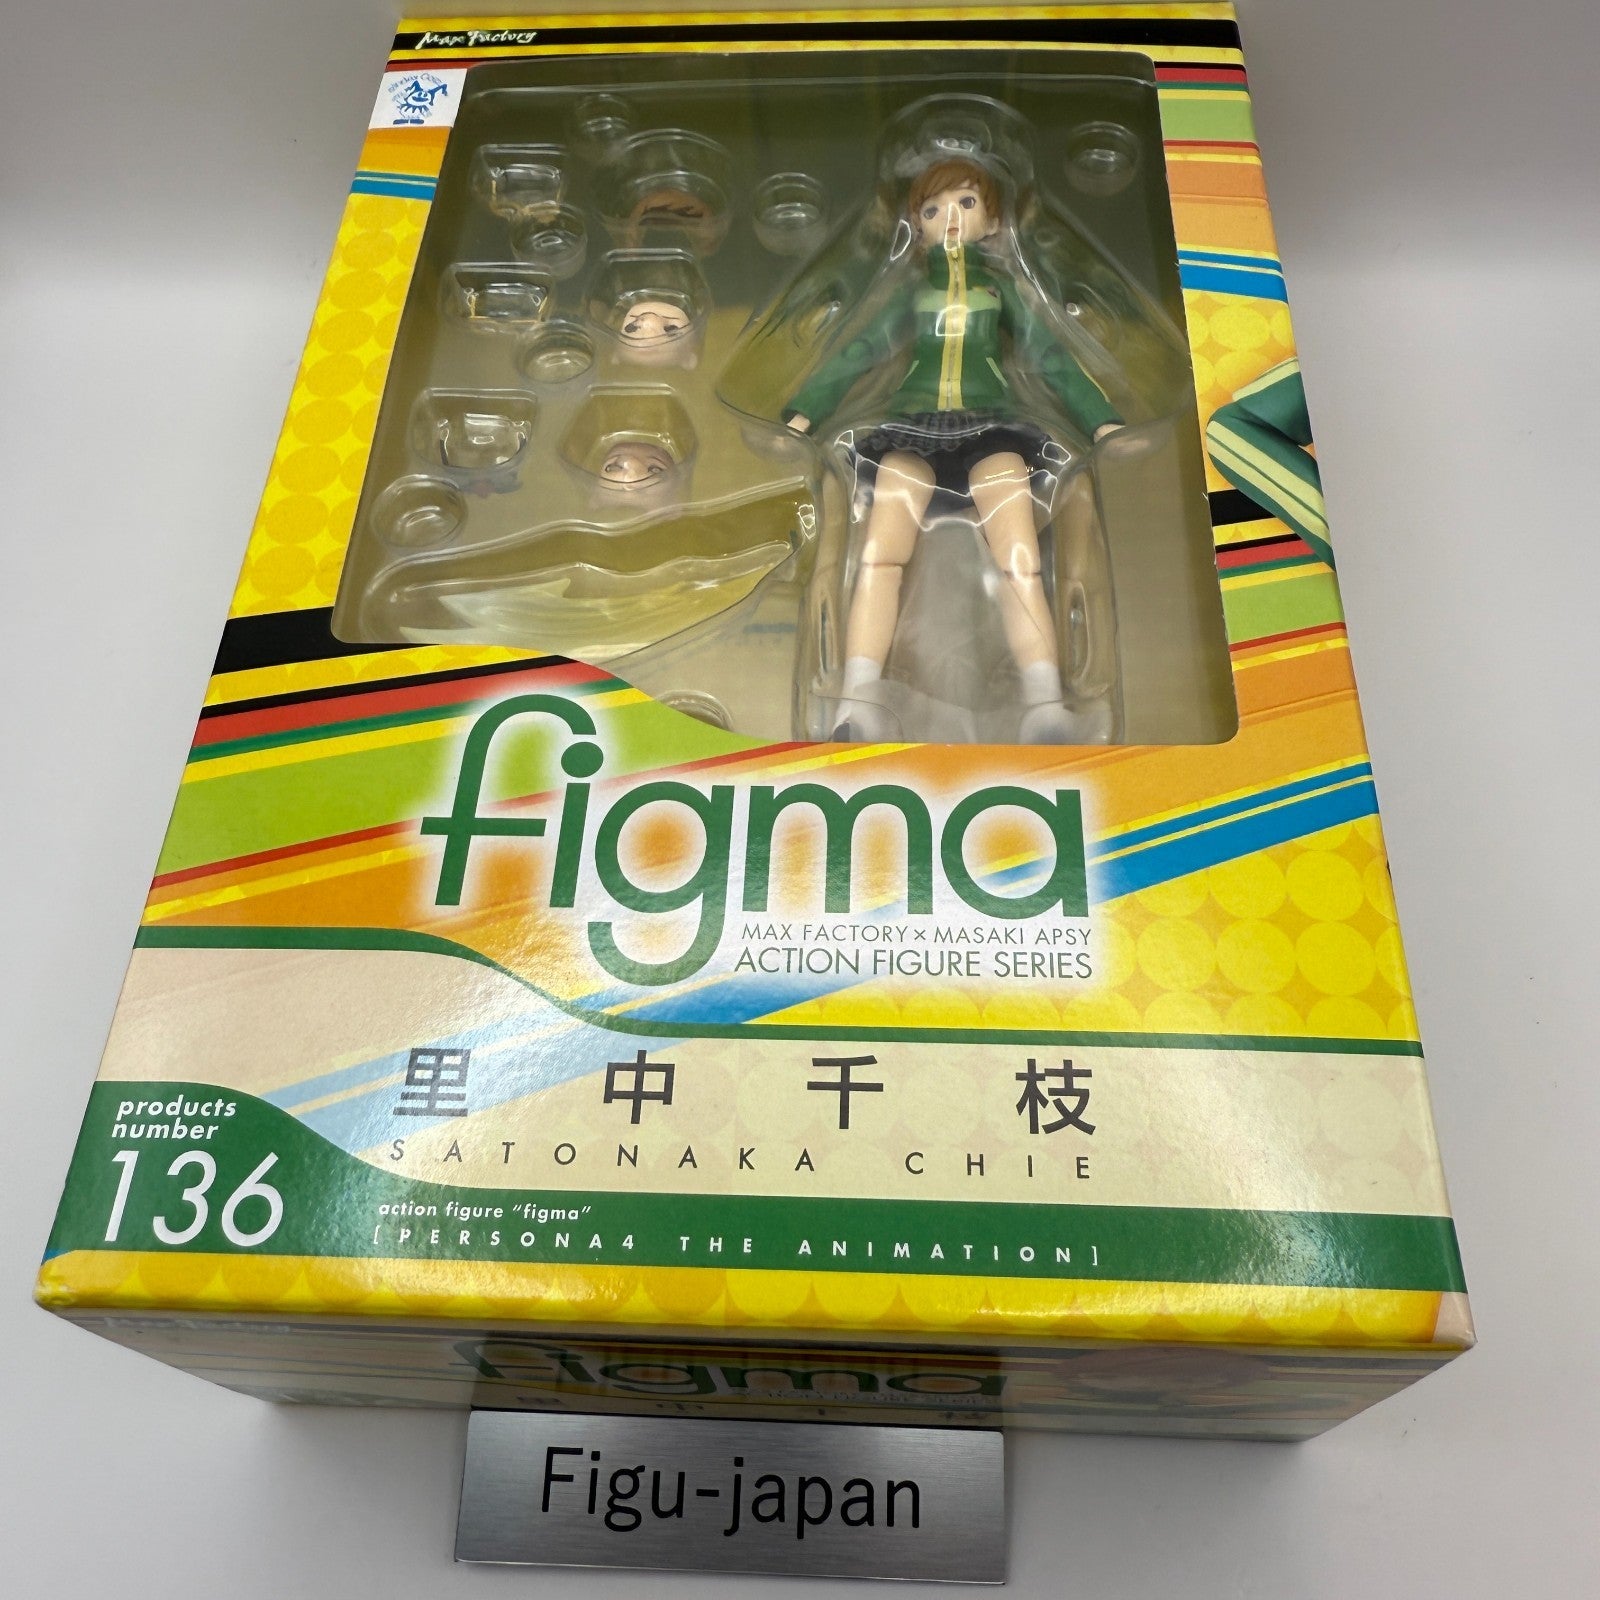 Max Factory
figma
MAX FACTORY × MASAKI APSY
ACTION FIGURE SERIES
里中千枝
SATONAKA CHIE
products
number
136
action figure "figma"
[PERSONA4 THE ANIMATION]
figma
Figu-japan